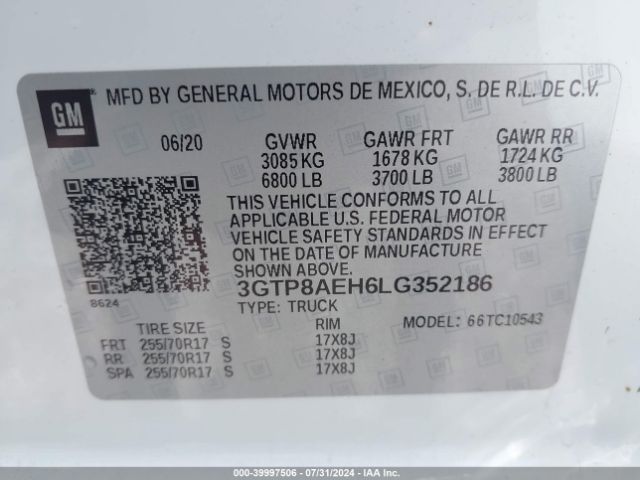 GM
MFD BY GENERAL MOTORS DE MEXICO, S. DE R.L. DE C.V.
06/20 GVWR GAWR FRT GAWR RR
3085 KG 1678 KG 1724 KG
6800 LB 3700 LB 3800 LB
THIS VEHICLE CONFORMS TO ALL
APPLICABLE U.S. FEDERAL MOTOR
VEHICLE SAFETY STANDARDS IN EFFECT
ON THE DATE OF MANUFACTURE
SHOWN ABOVE.
3GTP8AEH6LG352186
8624
TYPE: TRUCK
MODEL: 66TC10543
TIRE SIZE RIM
FRT 255/70R17 S 17X8J
RR 255/70R17 S 17X8J
SPA 255/70R17 S 17X8J
000-39997506 / 07/31/2024 - IAA, Inc.